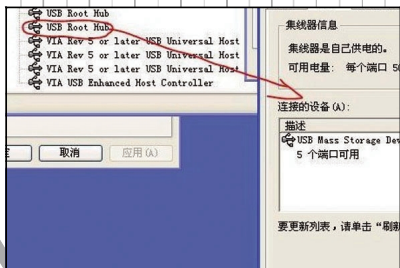 USB Root Hub
USB Root Hub
VIA Rev 5 or later USB Universal Host
VIA Rev 5 or later USB Universal Host
VIA Rev 5 or later USB Universal Host
VIA USB Enhanced Host Controller
取消
应用(A)
集线器信息
集线器是自己供电的。
可用电量: 每个端口 50
连接的设备(A):
描述
USB Mass Storage Dev
5 个端口可用
要更新列表,请单击“刷新